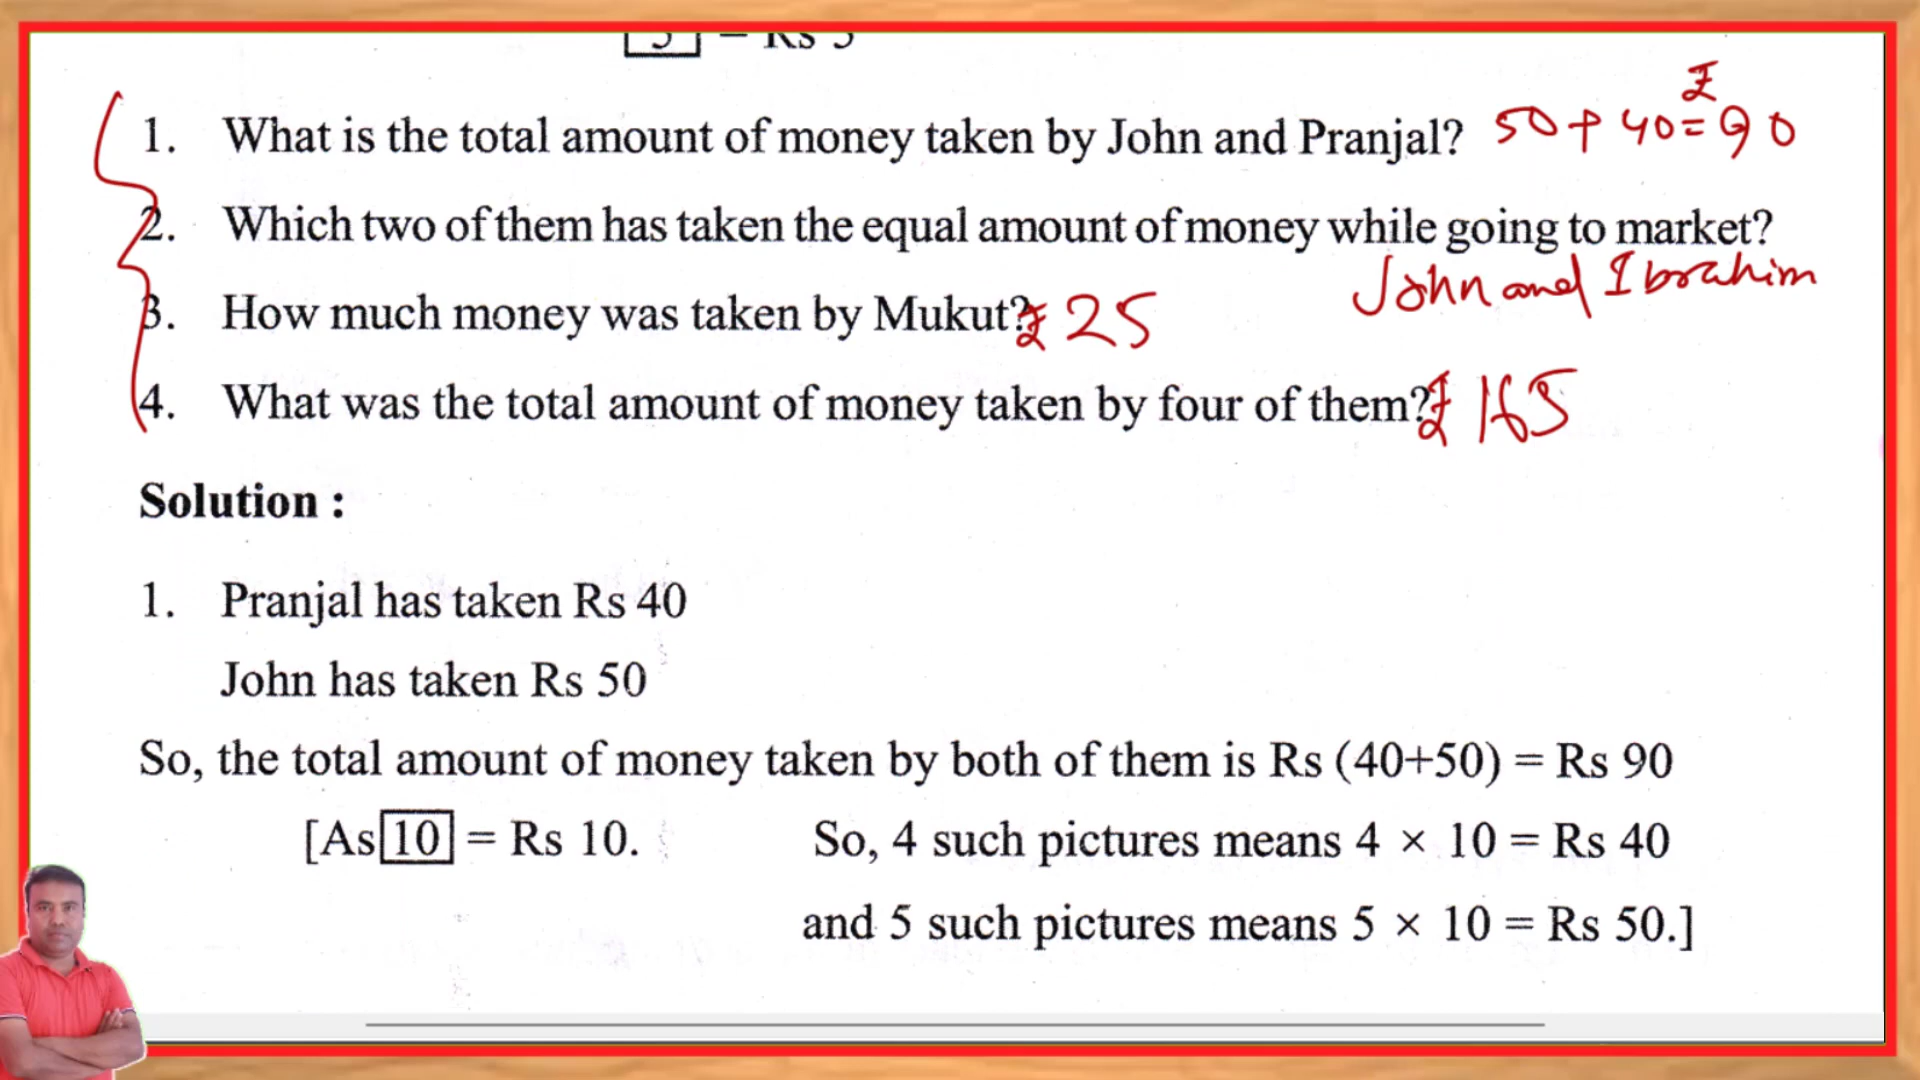 5 = Rs 5
1. What is the total amount of money taken by John and Pranjal? 50 + 40 = ₹ 90
2. Which two of them has taken the equal amount of money while going to market?
John and Ibrahim
3. How much money was taken by Mukut? ₹ 25
4. What was the total amount of money taken by four of them? ₹ 165
Solution :
1. Pranjal has taken Rs 40
John has taken Rs 50
So, the total amount of money taken by both of them is Rs (40+50) = Rs 90
[As 10 = Rs 10. So, 4 such pictures means 4 × 10 = Rs 40
and 5 such pictures means 5 × 10 = Rs 50.]